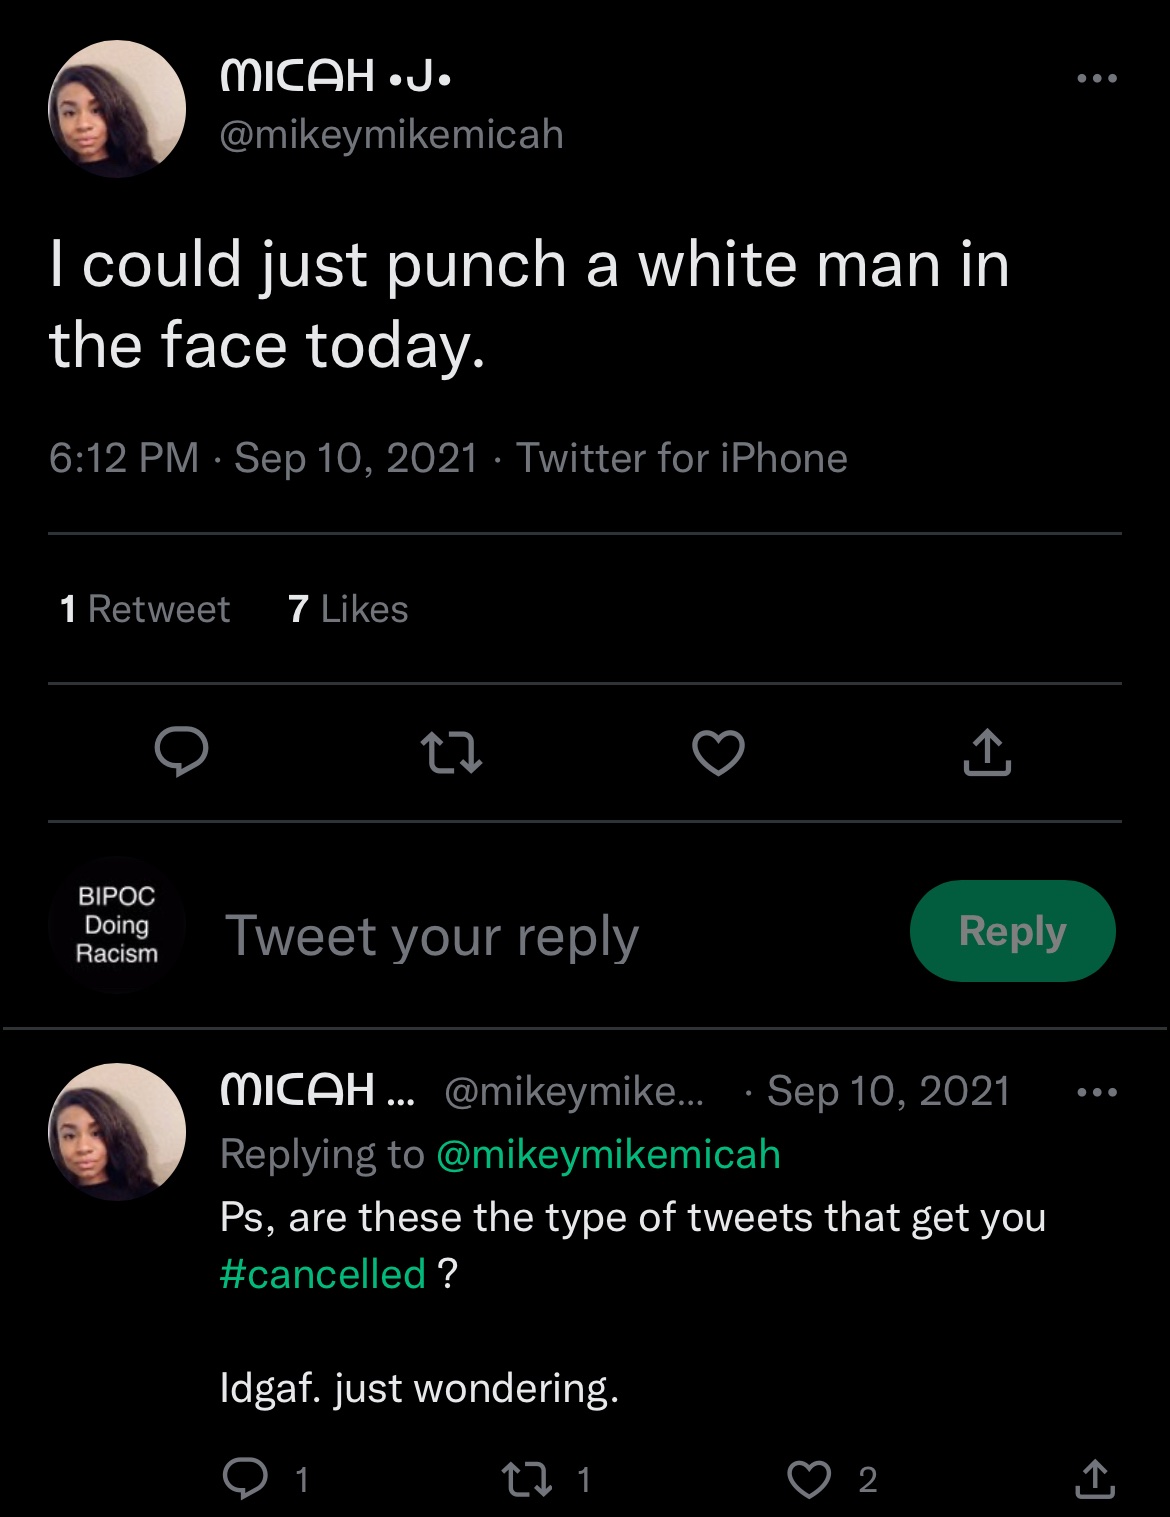 MICAH •J•
@mikeymikemicah
I could just punch a white man in
the face today.
6:12 PM · Sep 10, 2021 · Twitter for iPhone
1 Retweet 7 Likes
BIPOC
Doing
Racism
Tweet your reply
Reply
MICAH ... @mikeymike... · Sep 10, 2021
Replying to @mikeymikemicah
Ps, are these the type of tweets that get you
#cancelled ?
Idgaf. just wondering.
1 1 2